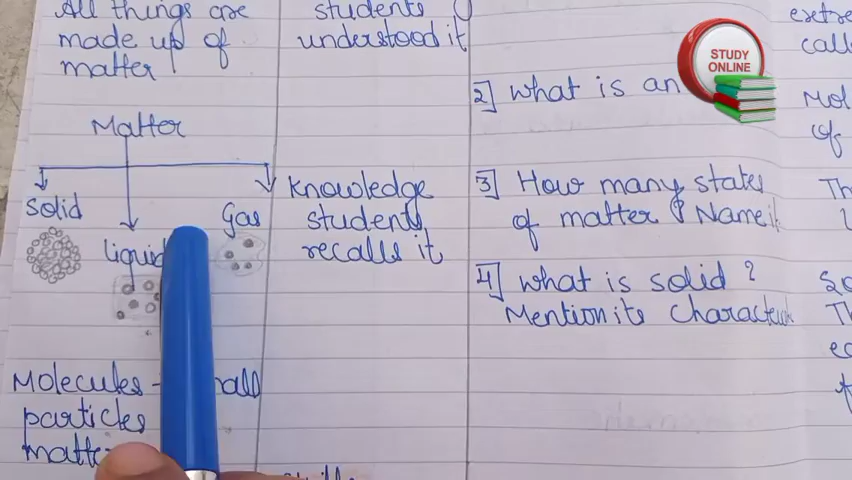 All things are
made up of
matter
students
understood it
STUDY
ONLINE
Matter
Solid
Gas
liquid
Knowledge
students
recalls it
Molecules -
particles
2] what is an
3] How many states
of matter ? Name it
4] what is solid ?
Mention its
of